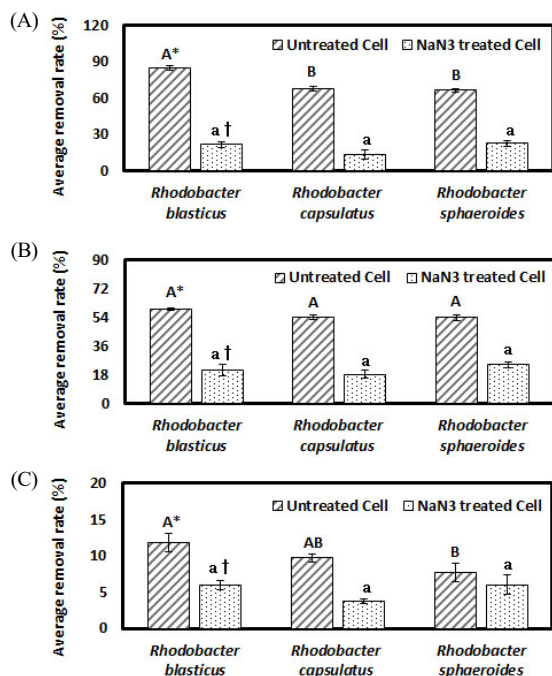 (A)
Average removal rate (%)
120
90
60
30
0
Untreated Cell NaN3 treated Cell
A* B B
a † a a
Rhodobacter Rhodobacter Rhodobacter
blasticus capsulatus sphaeroides
(B)
Average removal rate (%)
90
72
54
36
18
0
Untreated Cell NaN3 treated Cell
A* A A
a † a a
Rhodobacter Rhodobacter Rhodobacter
blasticus capsulatus sphaeroides
(C)
Average removal rate (%)
20
15
10
5
0
Untreated Cell NaN3 treated Cell
A* AB B
a † a a
Rhodobacter Rhodobacter Rhodobacter
blasticus capsulatus sphaeroides